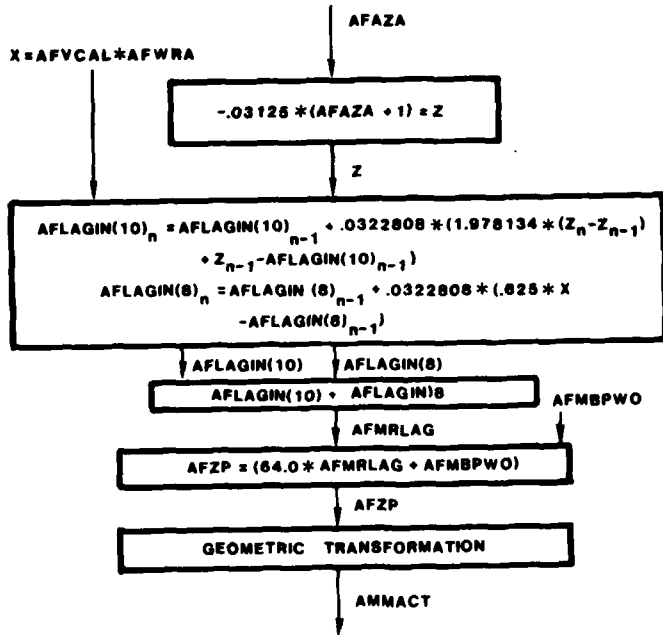 AFAZA
X=AFVCAL*AFWRA
-.03125*(AFAZA +1) = Z
Z
AFLAGIN(10)n =AFLAGIN(10)n-1 + .0322808*(1.978134*(Zn-Zn-1)
+ Zn-1-AFLAGIN(10)n-1)
AFLAGIN(8)n =AFLAGIN (8)n-1 + .0322808*(.625* X
-AFLAGIN(6)n-1)
AFLAGIN(10) AFLAGIN(8)
AFLAGIN(10) + AFLAGIN)8
AFMBPWO
AFMRLAG
AFZP = (64.0* AFMRLAG + AFMBPWO)
AFZP
GEOMETRIC TRANSFORMATION
AMMACT